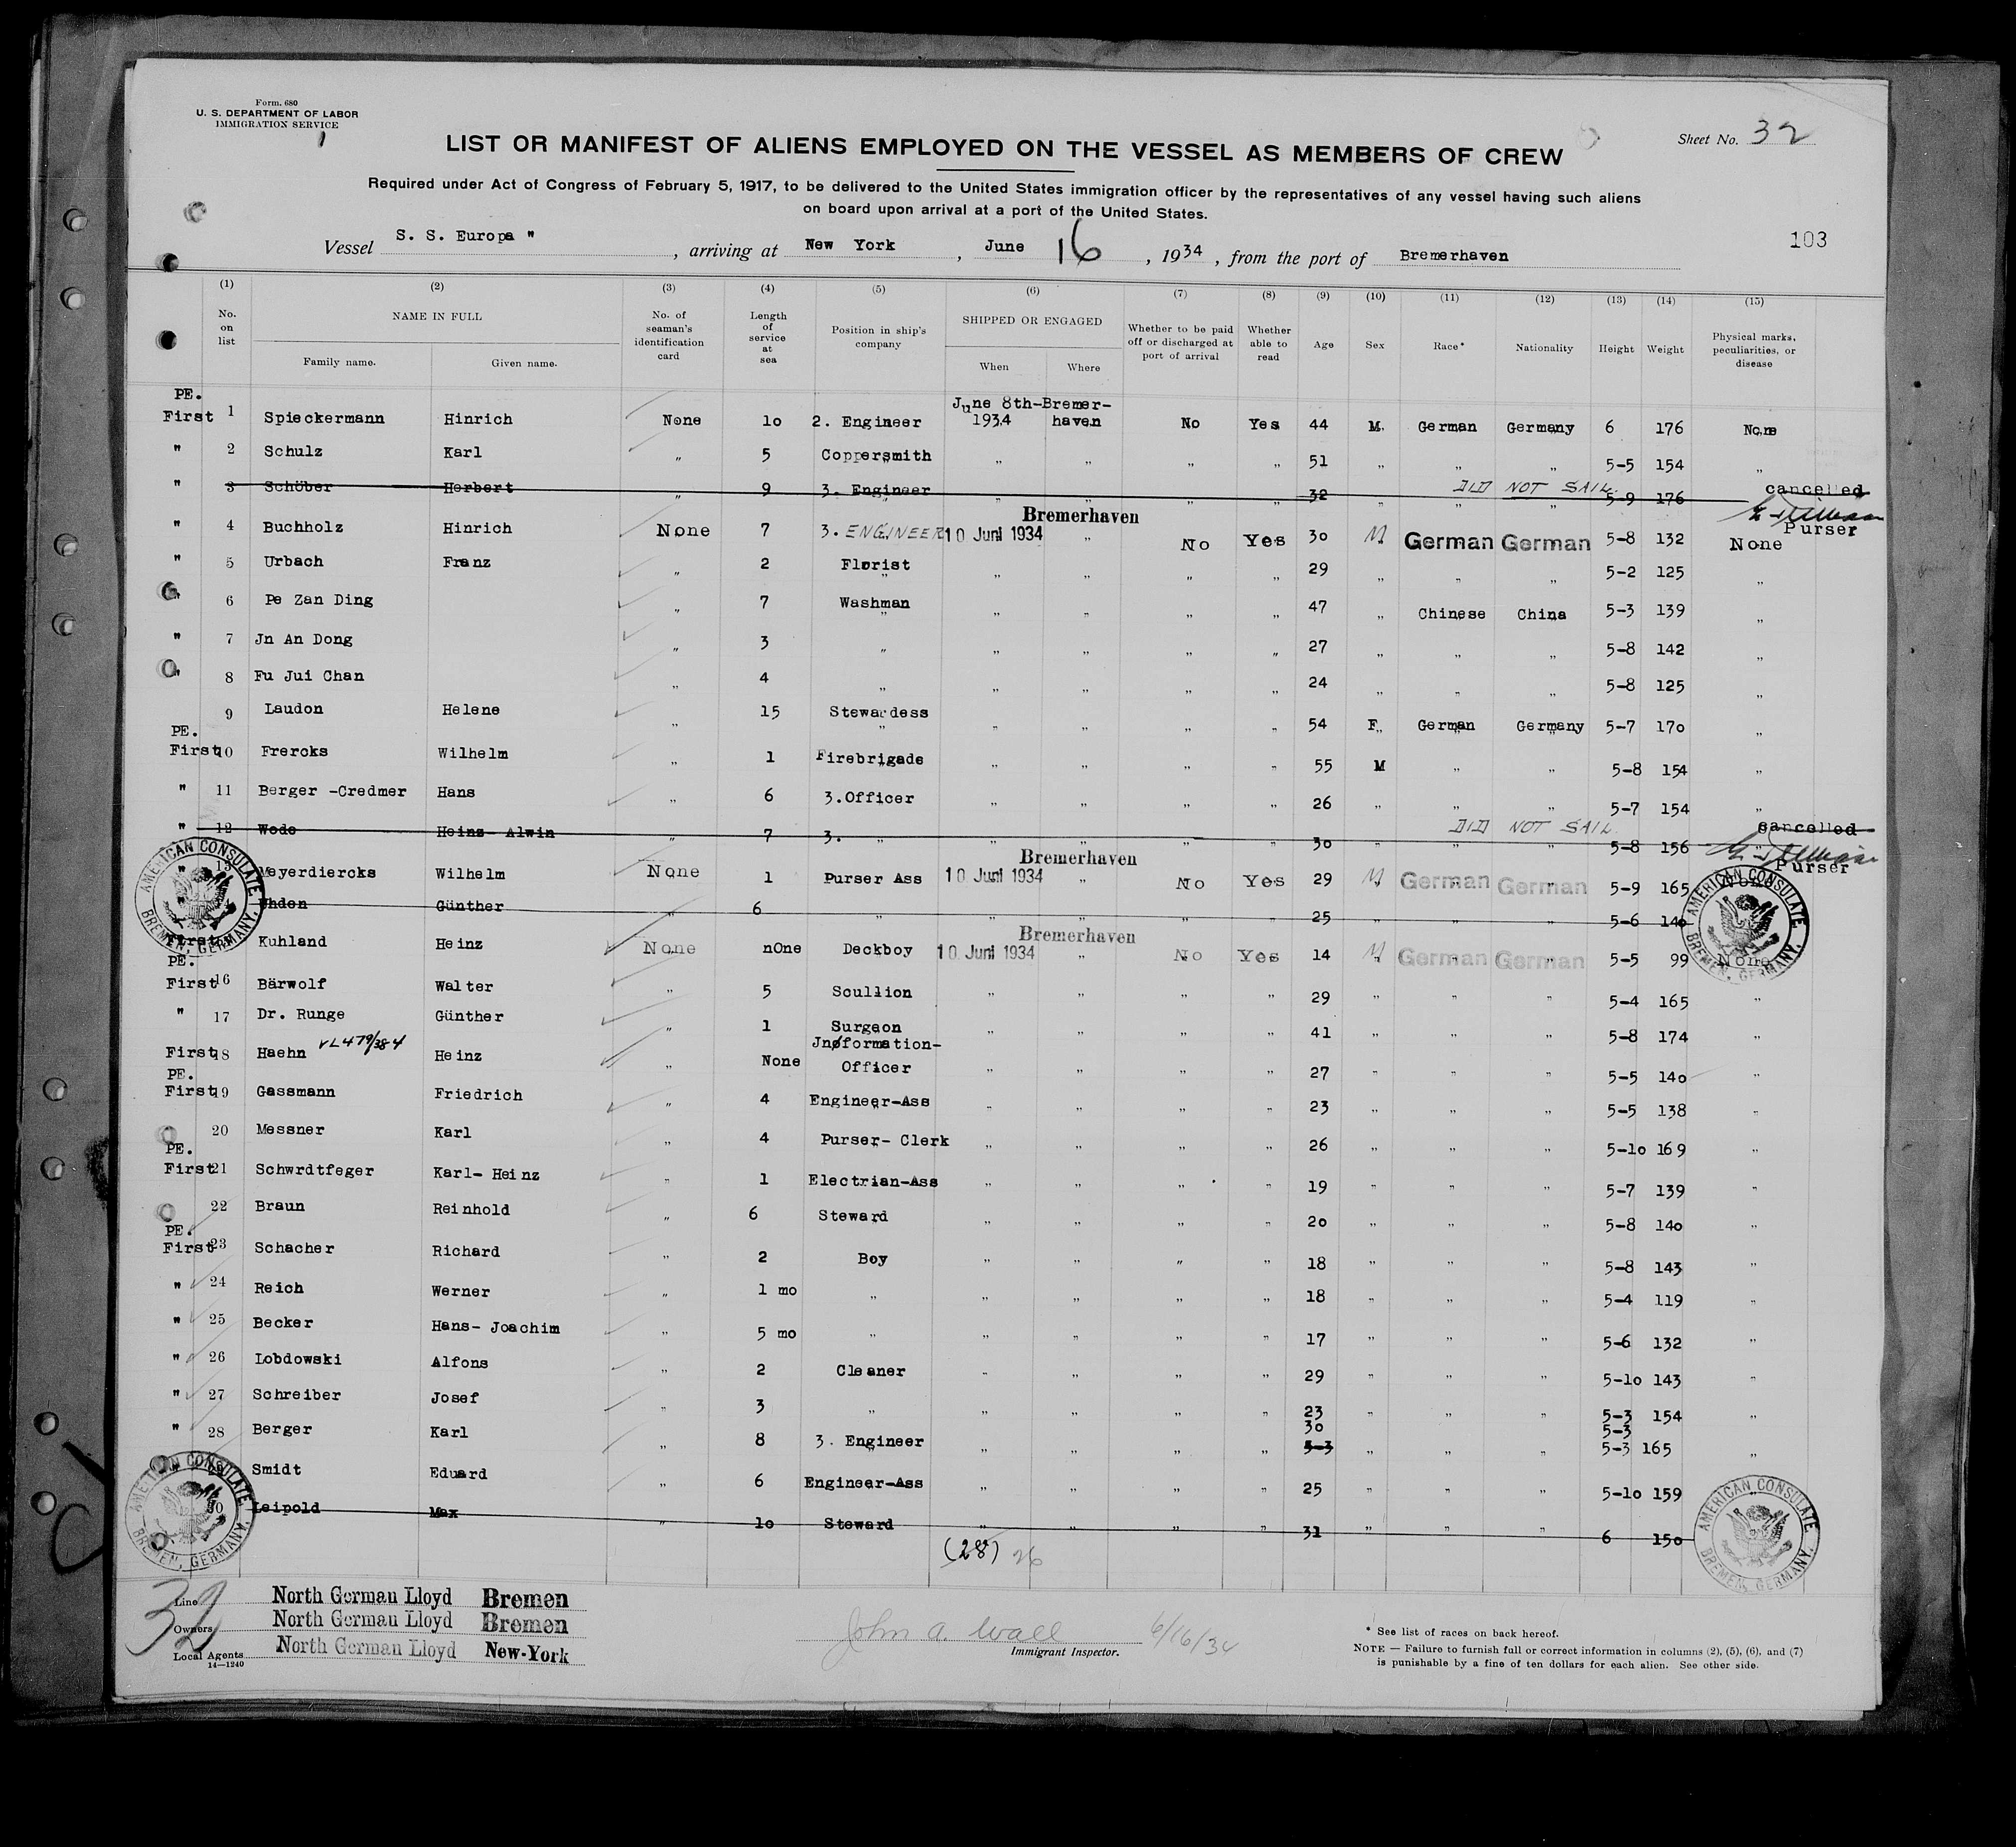 Form. 680
U. S. DEPARTMENT OF LABOR
IMMIGRATION SERVICE
Sheet No. 32
LIST OR MANIFEST OF ALIENS EMPLOYED ON THE VESSEL AS MEMBERS OF CREW
Required under Act of Congress of February 5, 1917, to be delivered to the United States immigration officer by the representatives of any vessel having such aliens
on board upon arrival at a port of the United States.
103
Vessel S. S. Europa " , arriving at New York , June 16 , 1934 , from the port of Bremerhaven
(1) (2) (3) (4) (5) (6) (7) (8) (9) (10) (11) (12) (13) (14) (15)
No. on list NAME IN FULL Family name. Given name. No. of seaman's identification card Length of service at sea Position in ship's company SHIPPED OR ENGAGED When Where Whether to be paid off or discharged at port of arrival Whether able to read Age Sex Race* Nationality Height Weight Physical marks, peculiarities, or disease
PE. First 1 Spieckermann Hinrich None 10 2. Engineer June 8th- 1934 Bremer-haven No Yes 44 M. German Germany 6 176 None
" 2 Schulz Karl " 5 Coppersmith " " " " 51 " " " 5-5 154 "
" 3 Schöber Herbert " 9 3. Engineer " " " " 32 " DID NOT SAIL 5-9 176 cancelled
Purser
" 4 Buchholz Hinrich None 7 3. ENGINEER 10 Juni 1934 Bremerhaven " No Yes 30 M. German German 5-8 132 None
" 5 Urbach Franz " 2 Florist " " " " 29 " " " 5-2 125 "
" 6 Pe Zan Ding " 7 Washman " " " " 47 " Chinese China 5-3 139 "
" 7 Jn An Dong " 3 " " " " " 27 " " " 5-8 142 "
" 8 Fu Jui Chan " 4 " " " " " 24 " " " 5-8 125 "
9 Laudon Helene " 15 Stewardess " " " " 54 F. German Germany 5-7 170 "
PE. First 10 Frercks Wilhelm " 1 Firebrigade " " " " 55 M " " 5-8 154 "
" 11 Berger -Credmer Hans " 6 3.Officer " " " " 26 " " " 5-7 154 "
" 12 Wode Heinz- Alwin " 7 3. " " " " " 30 " DID NOT SAIL 5-8 156 cancelled
Purser
" 13 Meyerdiercks Wilhelm None 1 Purser Ass 10 Juni 1934 Bremerhaven " No Yes 29 M German German 5-9 165 None
Uhden Günther " 6 " " " " " 25 " " " 5-6 140
First Kuhland Heinz None nOne Deckboy 10 Juni 1934 Bremerhaven " No Yes 14 M German German 5-5 99 None
PE. First 16 Bärwolf Walter " 5 Scullion " " " " 29 " " " 5-4 165 "
" 17 Dr. Runge Günther " 1 Surgeon " " " " 41 " " " 5-8 174 "
First 18 Haehn Heinz " None Jnøformation- Officer " " " " 27 " " " 5-5 140 "
PE. First 19 Gassmann Friedrich " 4 Engineer-Ass " " " " 23 " " " 5-5 138 "
20 Messner Karl " 4 Purser- Clerk " " " " 26 " " " 5-10 169 "
PE. First 21 Schwrdtfeger Karl- Heinz " 1 Electrian-Ass " " " " 19 " " " 5-7 139 "
22 Braun Reinhold " 6 Steward " " " " 20 " " " 5-8 140 "
PE. First 23 Schacher Richard " 2 Boy " " " " 18 " " " 5-8 143 "
" 24 Reich Werner " 1 mo " " " " " 18 " " " 5-4 119 "
" 25 Becker Hans- Joachim " 5 mo " " " " " 17 " " " 5-6 132 "
" 26 Lobdowski Alfons " 2 Cleaner " " " " 29 " " " 5-10 143 "
" 27 Schreiber Josef " 3 " " " " " 23 " " " 5-3 154 "
" 28 Berger Karl " 8 3. Engineer " " " " 30 5-3 " " " 5-3 5-3 165 "
29 Smidt Eduard " 6 Engineer-Ass " " " " 25 " " " 5-10 159
30 Leipold Max " 10 Steward " " " " 31 " " " 6 150
(28) 26
AMERICAN CONSULATE BREMEN, GERMANY.
AMERICAN CONSULATE BREMEN, GERMANY.
AMERICAN CONSULATE BREMEN, GERMANY.
AMERICAN CONSULATE BREMEN, GERMANY.
32
Line North German Lloyd Bremen
Owners North German Lloyd Bremen
Local Agents North German Lloyd New-York
14—1240
John A. Wall 6/16/34
Immigrant Inspector.
* See list of races on back hereof.
NOTE — Failure to furnish full or correct information in columns (2), (5), (6), and (7)
is punishable by a fine of ten dollars for each alien. See other side.